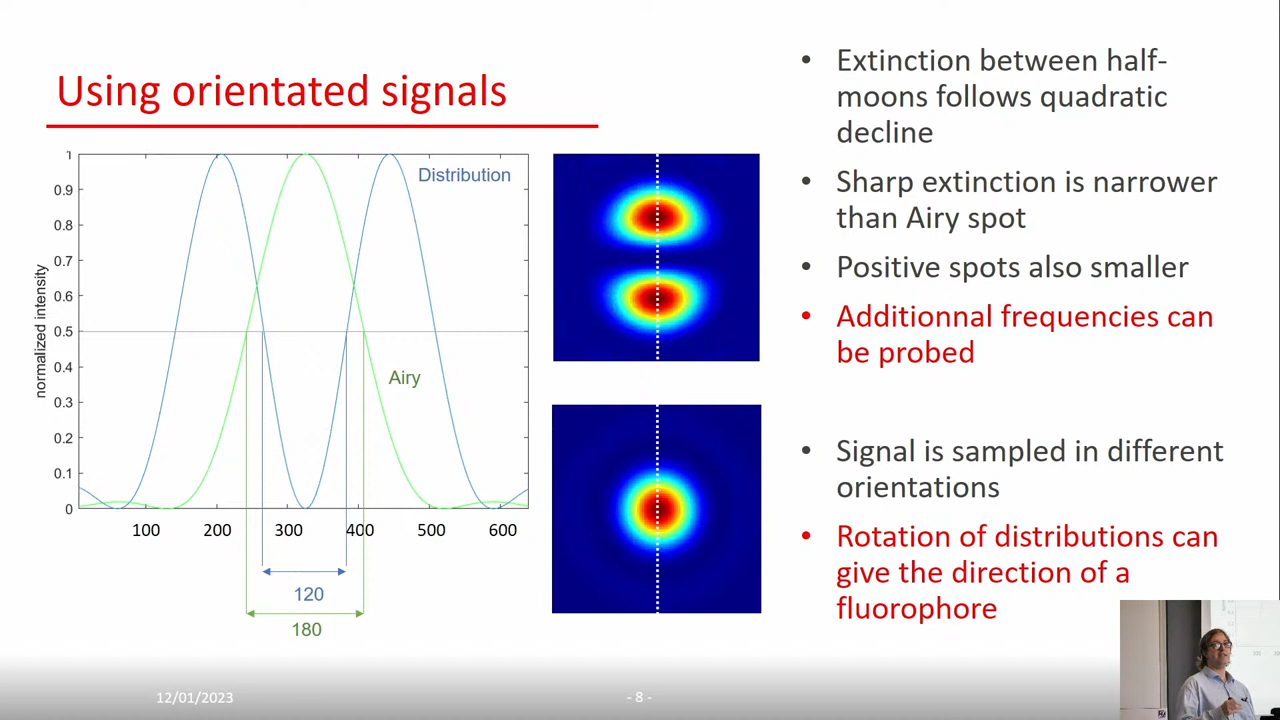 Using orientated signals
1
0.9
0.8
0.7
0.6
0.5
0.4
0.3
0.2
0.1
0
normalized intensity
Distribution
Airy
100 200 300 400 500 600
120
180
• Extinction between half-
moons follows quadratic
decline
• Sharp extinction is narrower
than Airy spot
• Positive spots also smaller
• Additionnal frequencies can
be probed
• Signal is sampled in different
orientations
• Rotation of distributions can
give the direction of a
fluorophore
12/01/2023
- 8 -